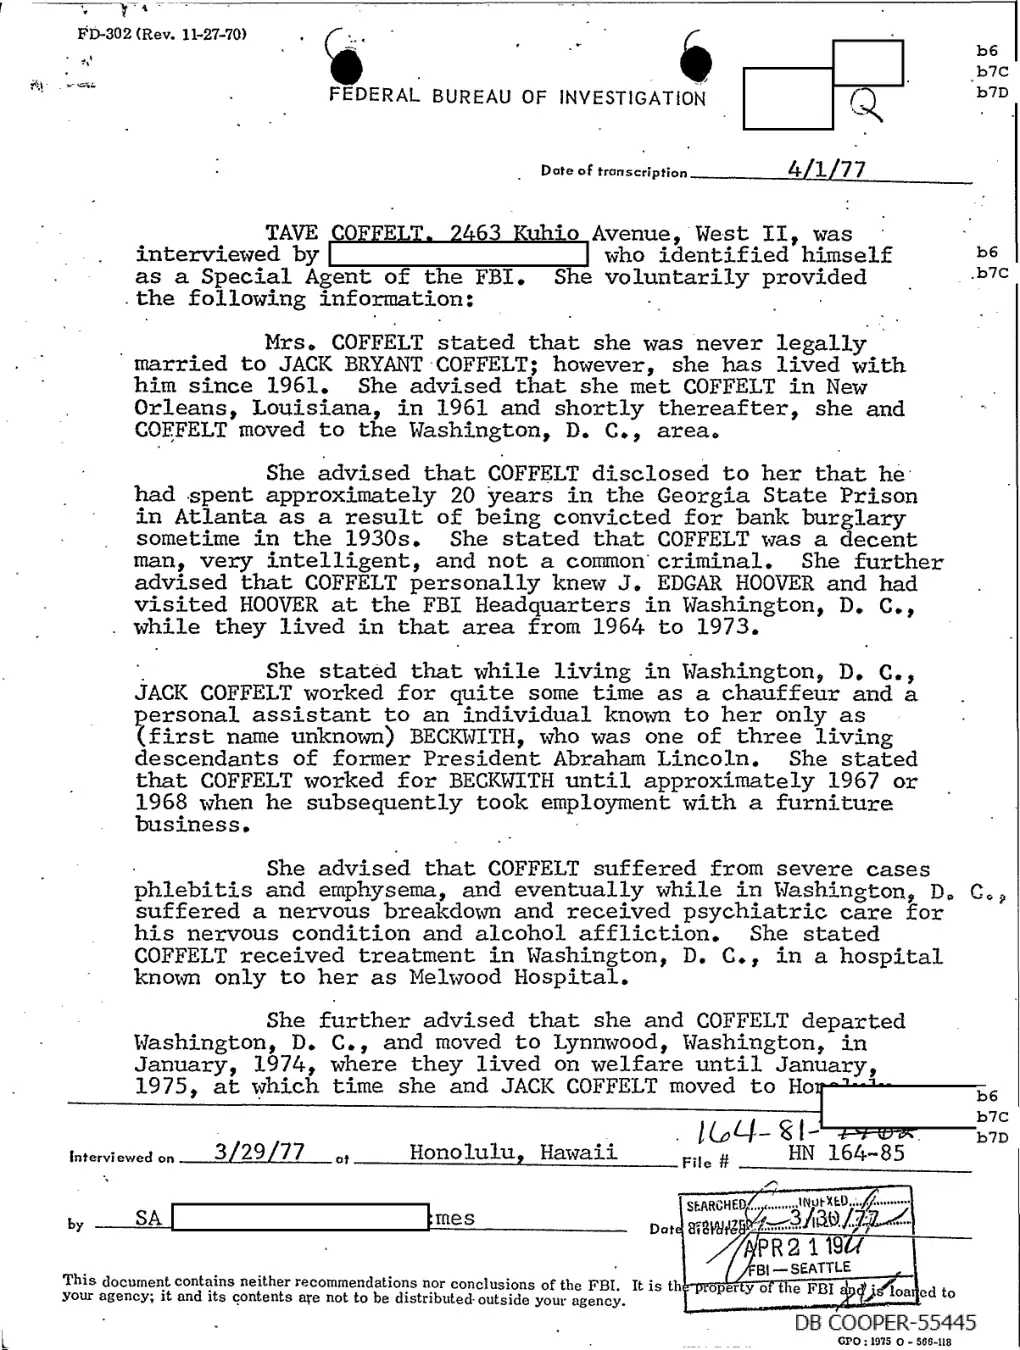 FD-302 (Rev. 11-27-70)
b6
b7C
b7D
FEDERAL BUREAU OF INVESTIGATION
Q
Date of transcription 4/1/77
TAVE COFFELT, 2463 Kuhio Avenue, West II, was
interviewed by who identified himself
b6
as a Special Agent of the FBI. She voluntarily provided
b7C
the following information:
Mrs. COFFELT stated that she was never legally
married to JACK BRYANT COFFELT; however, she has lived with
him since 1961. She advised that she met COFFELT in New
Orleans, Louisiana, in 1961 and shortly thereafter, she and
COFFELT moved to the Washington, D. C., area.
She advised that COFFELT disclosed to her that he
had spent approximately 20 years in the Georgia State Prison
in Atlanta as a result of being convicted for bank burglary
sometime in the 1930s. She stated that COFFELT was a decent
man, very intelligent, and not a common criminal. She further
advised that COFFELT personally knew J. EDGAR HOOVER and had
visited HOOVER at the FBI Headquarters in Washington, D. C.,
while they lived in that area from 1964 to 1973.
She stated that while living in Washington, D. C.,
JACK COFFELT worked for quite some time as a chauffeur and a
personal assistant to an individual known to her only as
(first name unknown) BECKWITH, who was one of three living
descendants of former President Abraham Lincoln. She stated
that COFFELT worked for BECKWITH until approximately 1967 or
1968 when he subsequently took employment with a furniture
business.
She advised that COFFELT suffered from severe cases
phlebitis and emphysema, and eventually while in Washington, D. C.,
suffered a nervous breakdown and received psychiatric care for
his nervous condition and alcohol affliction. She stated
COFFELT received treatment in Washington, D. C., in a hospital
known only to her as Melwood Hospital.
She further advised that she and COFFELT departed
Washington, D. C., and moved to Lynnwood, Washington, in
January, 1974, where they lived on welfare until January,
1975, at which time she and JACK COFFELT moved to Honolulu
b6
b7C
b7D
164-81-
Interviewed on 3/29/77 at Honolulu, Hawaii File # HN 164-85
by SA :mes Date dictated 3/30/77
SEARCHED INDEXED
SERIALIZED
APR 21 1977
FBI — SEATTLE
This document contains neither recommendations nor conclusions of the FBI. It is the property of the FBI and is loaned to
your agency; it and its contents are not to be distributed outside your agency.
DB COOPER-55445
GPO : 1975 O - 566-118